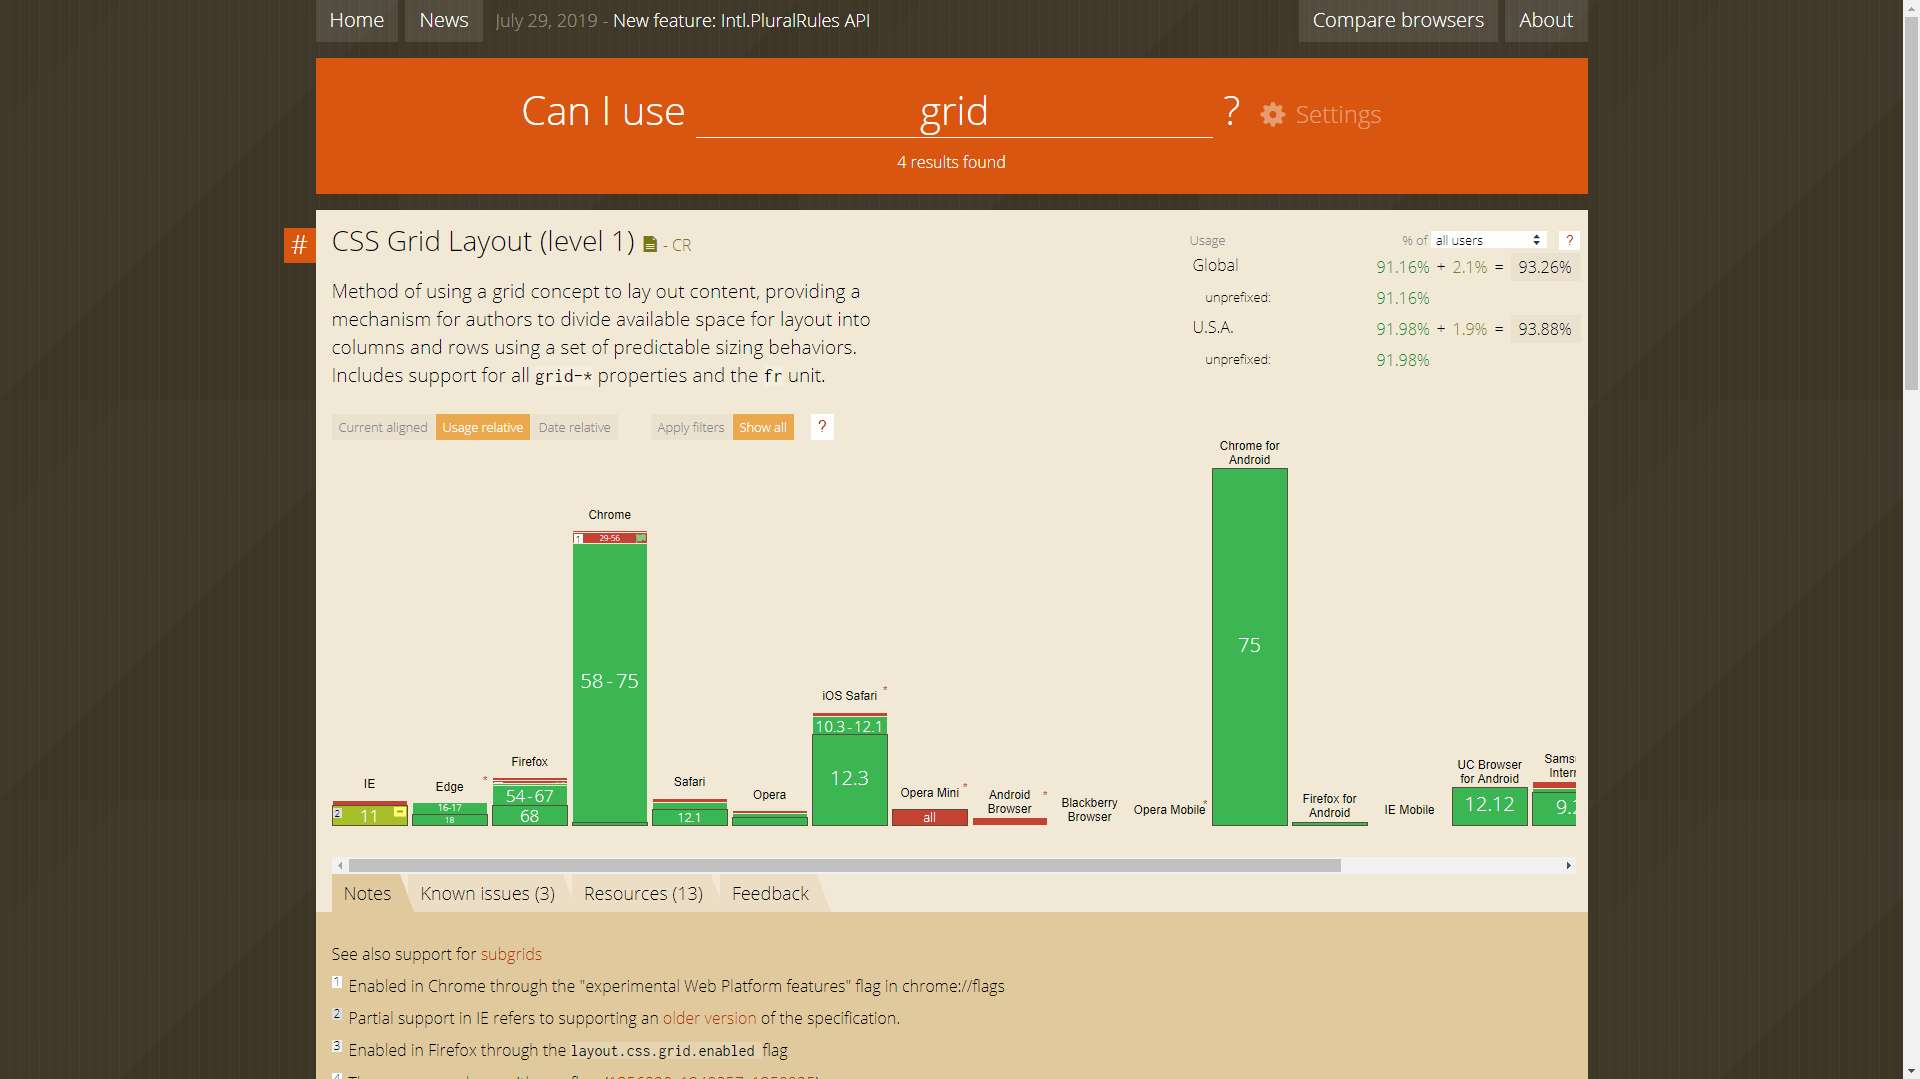 Home News July 29, 2019 - New feature: Intl.PluralRules API Compare browsers About
Can I use grid ? Settings
4 results found
# CSS Grid Layout (level 1) - CR
Method of using a grid concept to lay out content, providing a
mechanism for authors to divide available space for layout into
columns and rows using a set of predictable sizing behaviors.
Includes support for all grid-* properties and the fr unit.
Usage % of all users ?
Global 91.16% + 2.1% = 93.26%
unprefixed: 91.16%
U.S.A. 91.98% + 1.9% = 93.88%
unprefixed: 91.98%
Current aligned Usage relative Date relative Apply filters Show all ?
IE
2 11
Edge *
16-17
18
Firefox
54-67
68
Chrome
1 29-56
58-75
Safari
12.1
Opera
iOS Safari *
10.3-12.1
12.3
Opera Mini *
all
Android
Browser *
Blackberry
Browser
Opera Mobile *
Chrome for
Android
75
Firefox for
Android
IE Mobile
UC Browser
for Android
12.12
Notes Known issues (3) Resources (13) Feedback
See also support for subgrids
1 Enabled in Chrome through the "experimental Web Platform features" flag in chrome://flags
2 Partial support in IE refers to supporting an older version of the specification.
3 Enabled in Firefox through the layout.css.grid.enabled flag